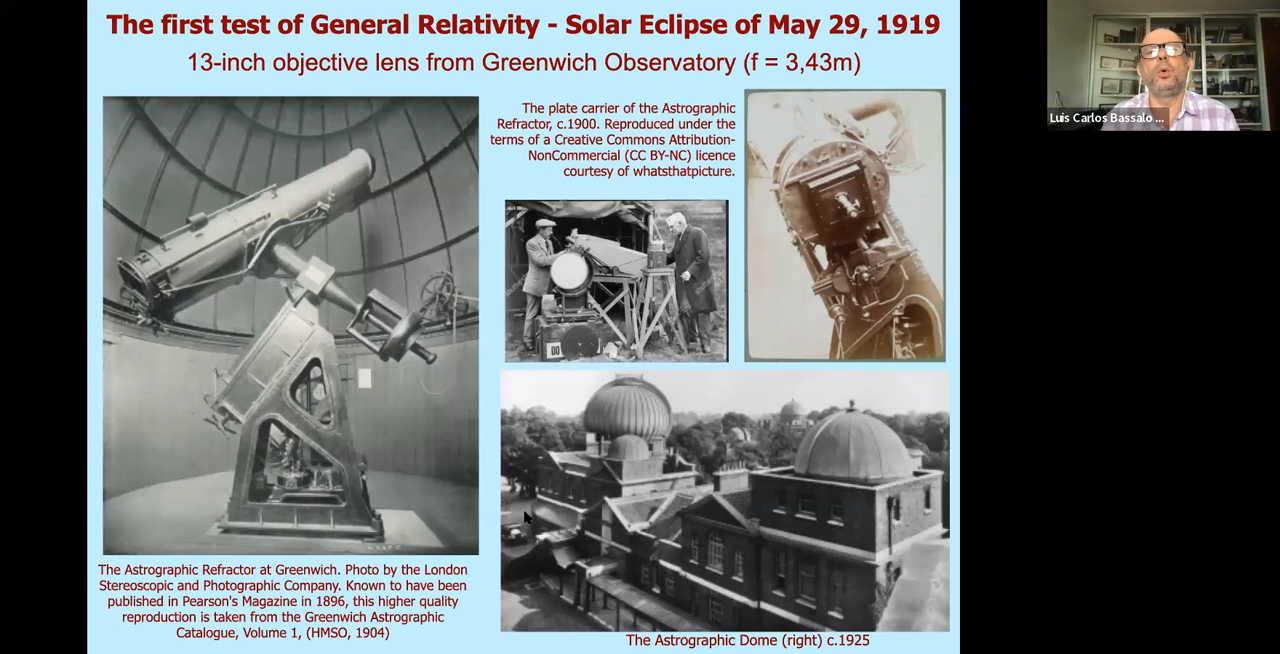 The first test of General Relativity - Solar Eclipse of May 29, 1919
13-inch objective lens from Greenwich Observatory (f = 3,43m)
The plate carrier of the Astrographic
Refractor, c.1900. Reproduced under the
terms of a Creative Commons Attribution-
NonCommercial (CC BY-NC) licence
courtesy of whatsthatpicture.
Luis Carlos Bassalo ...
The Astrographic Refractor at Greenwich. Photo by the London
Stereoscopic and Photographic Company. Known to have been
published in Pearson's Magazine in 1896, this higher quality
reproduction is taken from the Greenwich Astrographic
Catalogue, Volume 1, (HMSO, 1904)
The Astrographic Dome (right) c.1925